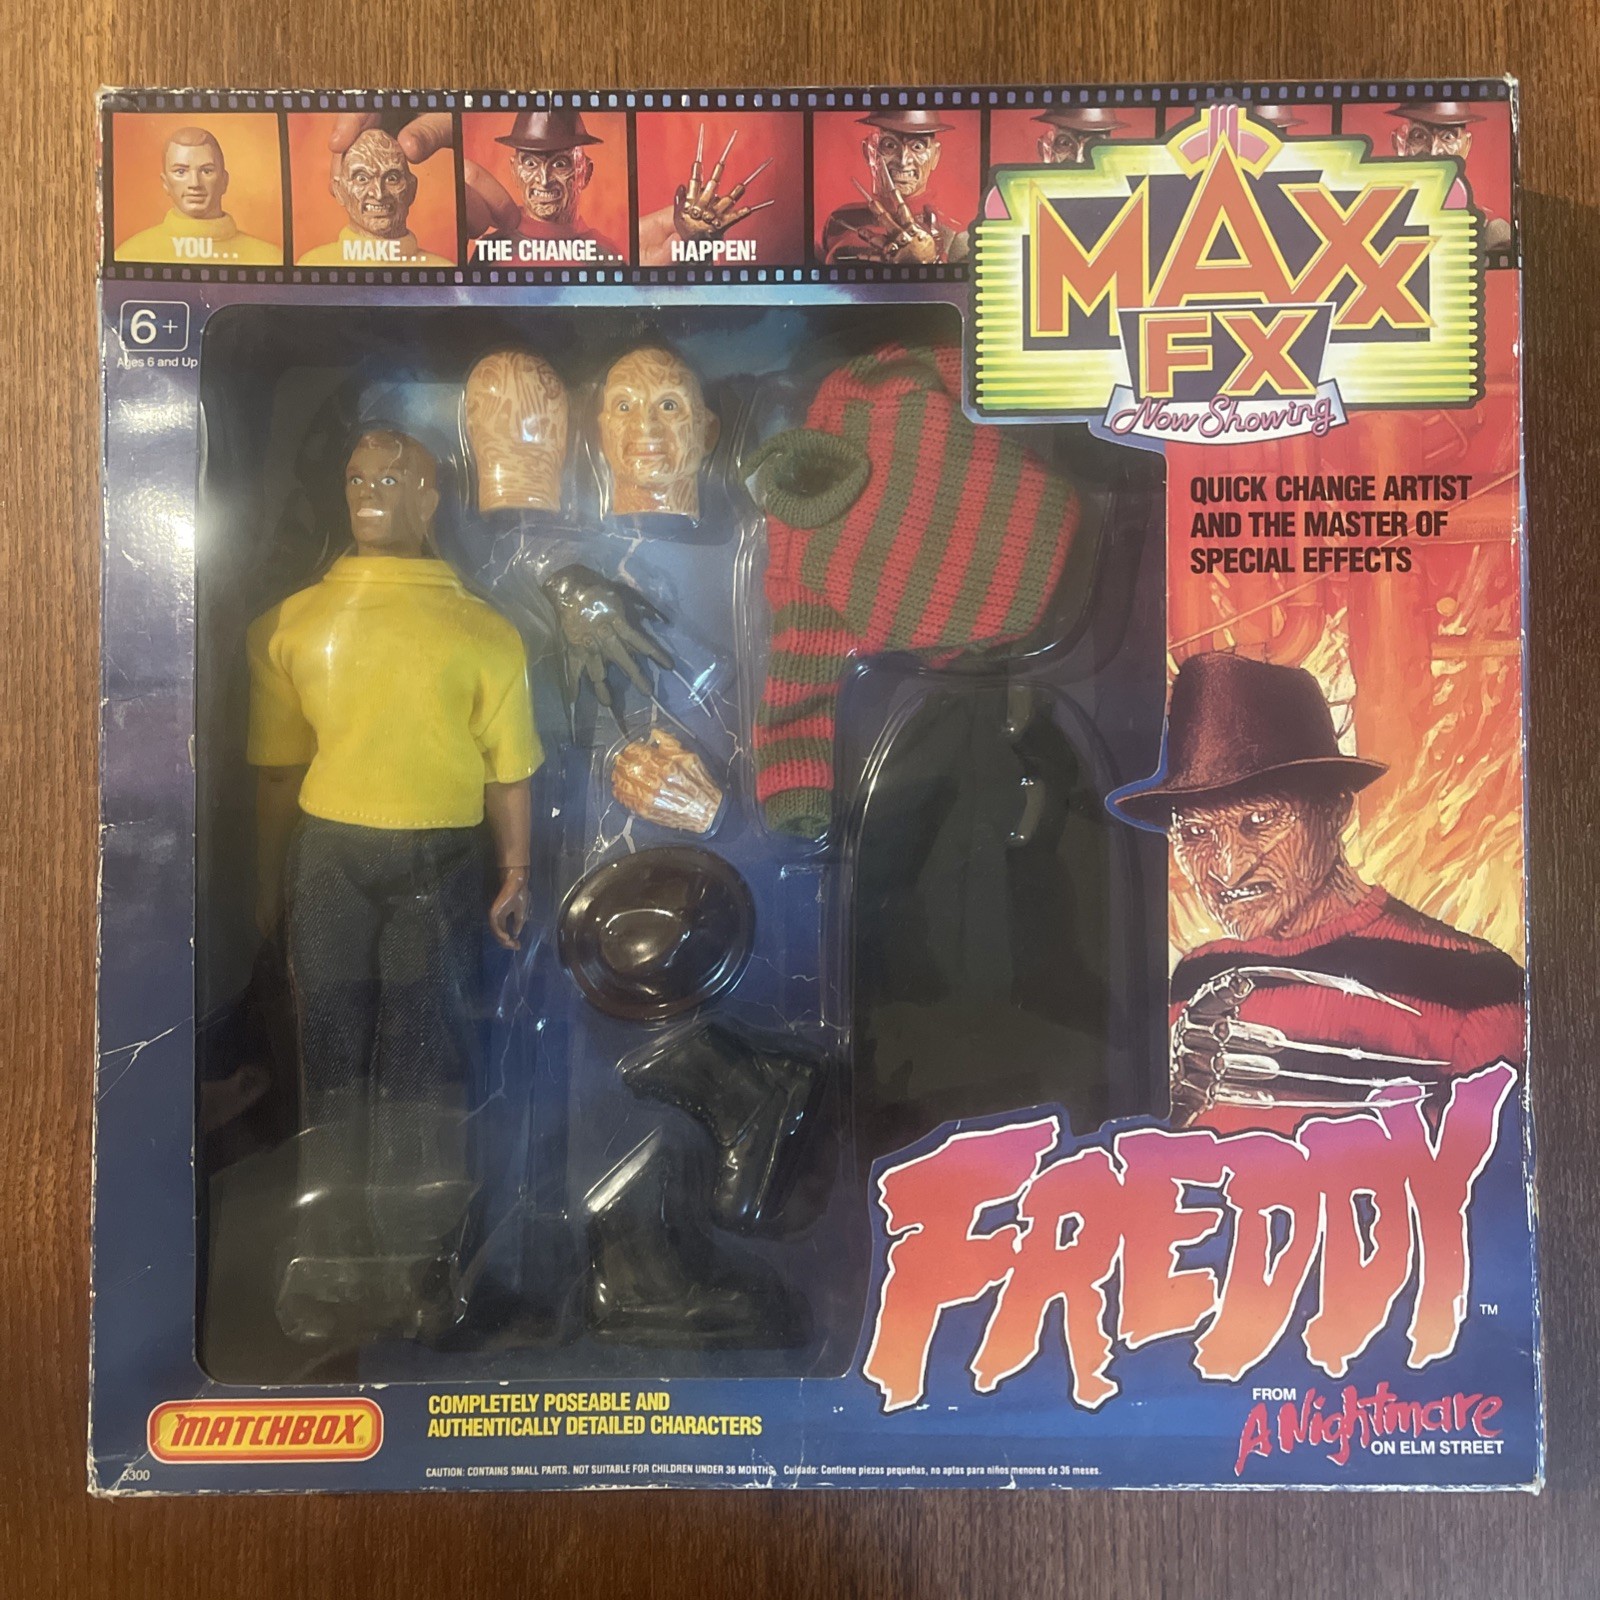 YOU...
MAKE...
THE CHANGE...
HAPPEN!
MAXX
FX
Now Showing
6+
Ages 6 and Up
QUICK CHANGE ARTIST
AND THE MASTER OF
SPECIAL EFFECTS
FREDDY™
FROM
A Nightmare
ON ELM STREET
MATCHBOX®
COMPLETELY POSEABLE AND
AUTHENTICALLY DETAILED CHARACTERS
5300
CAUTION: CONTAINS SMALL PARTS. NOT SUITABLE FOR CHILDREN UNDER 36 MONTHS. Cuidado: Contiene piezas pequeñas, no aptas para niños menores de 36 meses.